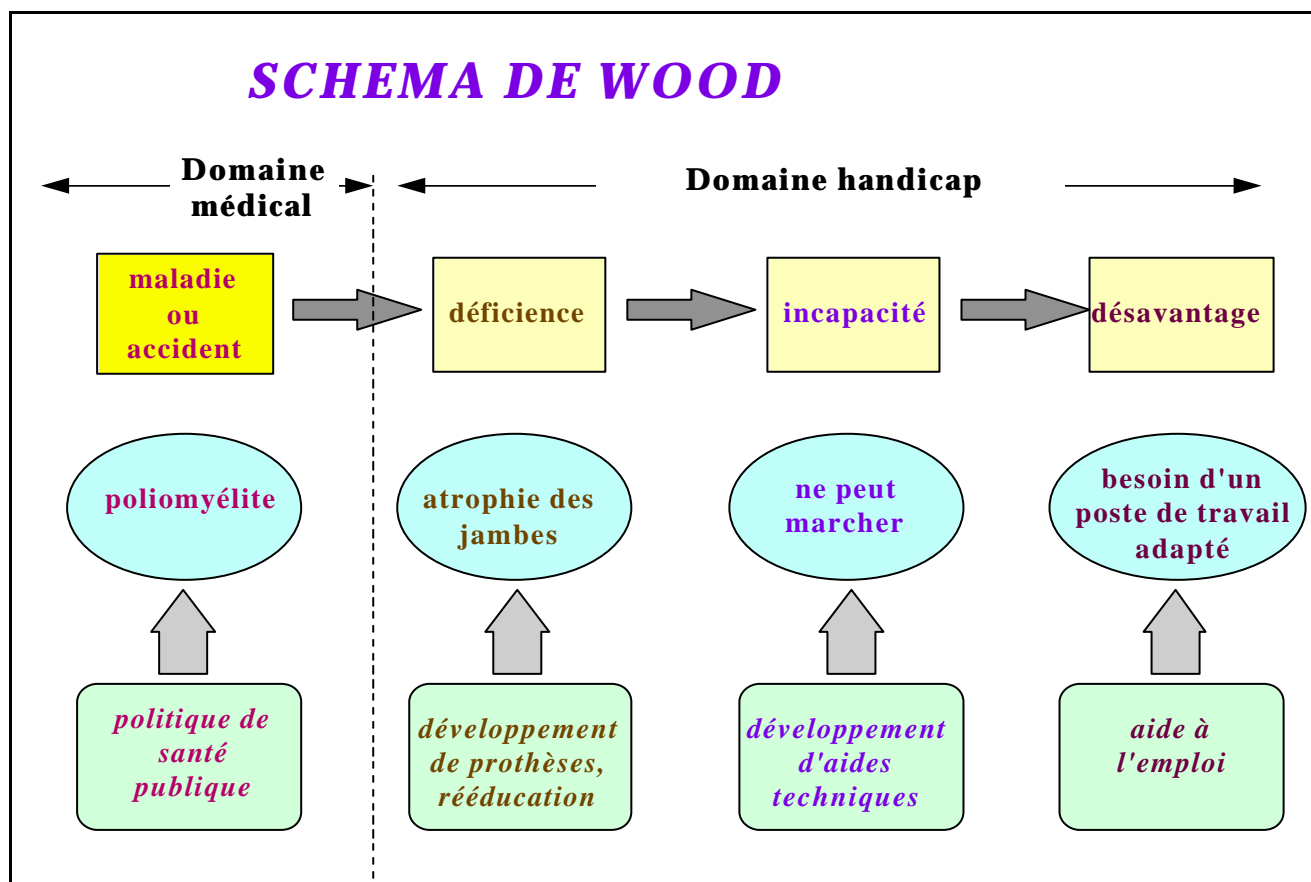 SCHEMA DE WOOD
Domaine
médical
Domaine handicap
maladie
ou
accident
déficience
incapacité
désavantage
poliomyélite
atrophie des
jambes
ne peut
marcher
besoin d'un
poste de travail
adapté
politique de
santé
publique
développement
de prothèses,
rééducation
développement
d'aides
techniques
aide à
l'emploi